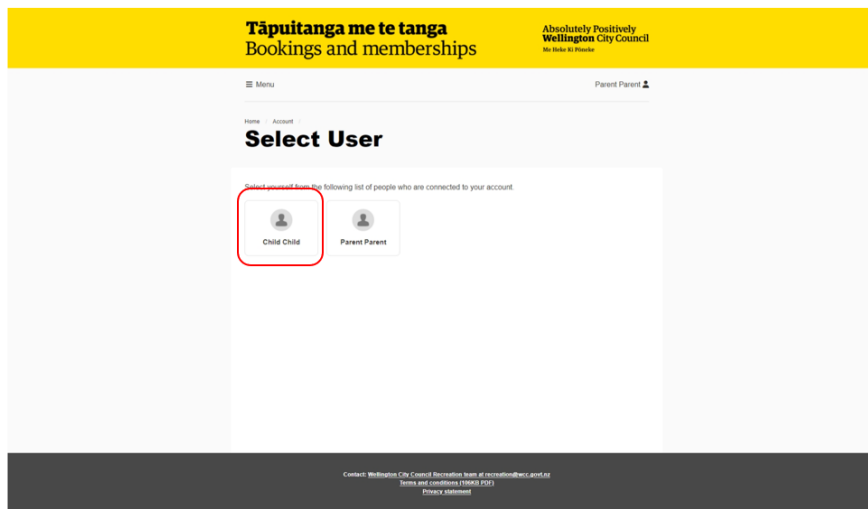 Tāpuitanga me te tanga
Bookings and memberships
Absolutely Positively
Wellington City Council
Me Heke Ki Pōneke
Menu
Parent Parent
Home
Account
Select User
Select yourself from the following list of people who are connected to your account.
Child Child
Parent Parent
Contact: Wellington City Council Recreation team at recreation@wcc.govt.nz
Terms and conditions (106KB PDF)
Privacy statement